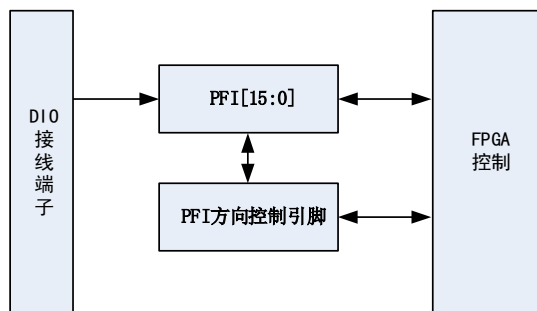 DIO
接
线
端
子
PFI[15:0]
PFI方向控制引脚
FPGA
控制